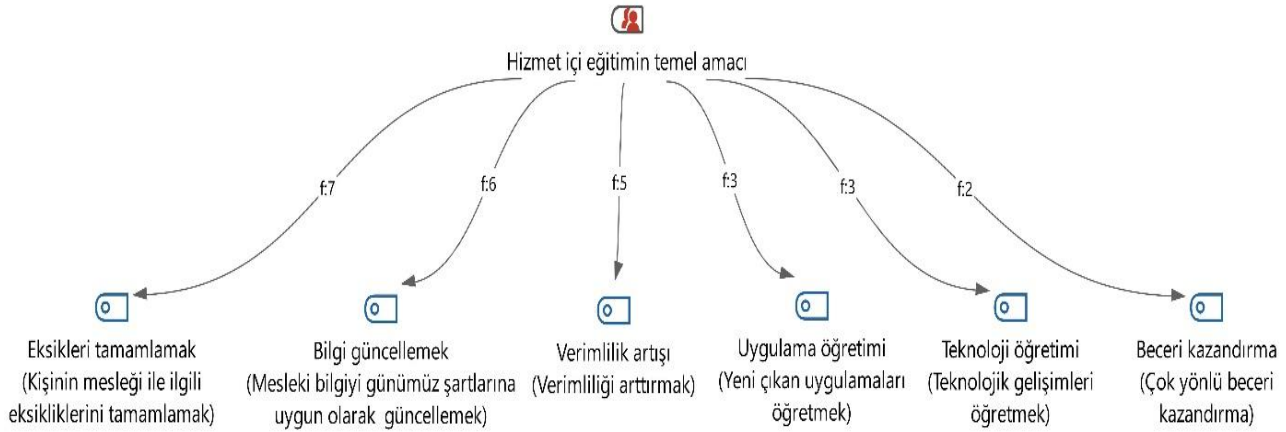 Hizmet içi eğitimin temel amacı
f:7
f:6
f:5
f:3
f:3
f:2
Eksikleri tamamlamak
(Kişinin mesleği ile ilgili
eksikliklerini tamamlamak)
Bilgi güncellemek
(Mesleki bilgiyi günümüz şartlarına
uygun olarak güncellemek)
Verimlilik artışı
(Verimliliği arttırmak)
Uygulama öğretimi
(Yeni çıkan uygulamaları
öğretmek)
Teknoloji öğretimi
(Teknolojik gelişimleri
öğretmek)
Beceri kazandırma
(Çok yönlü beceri
kazandırma)